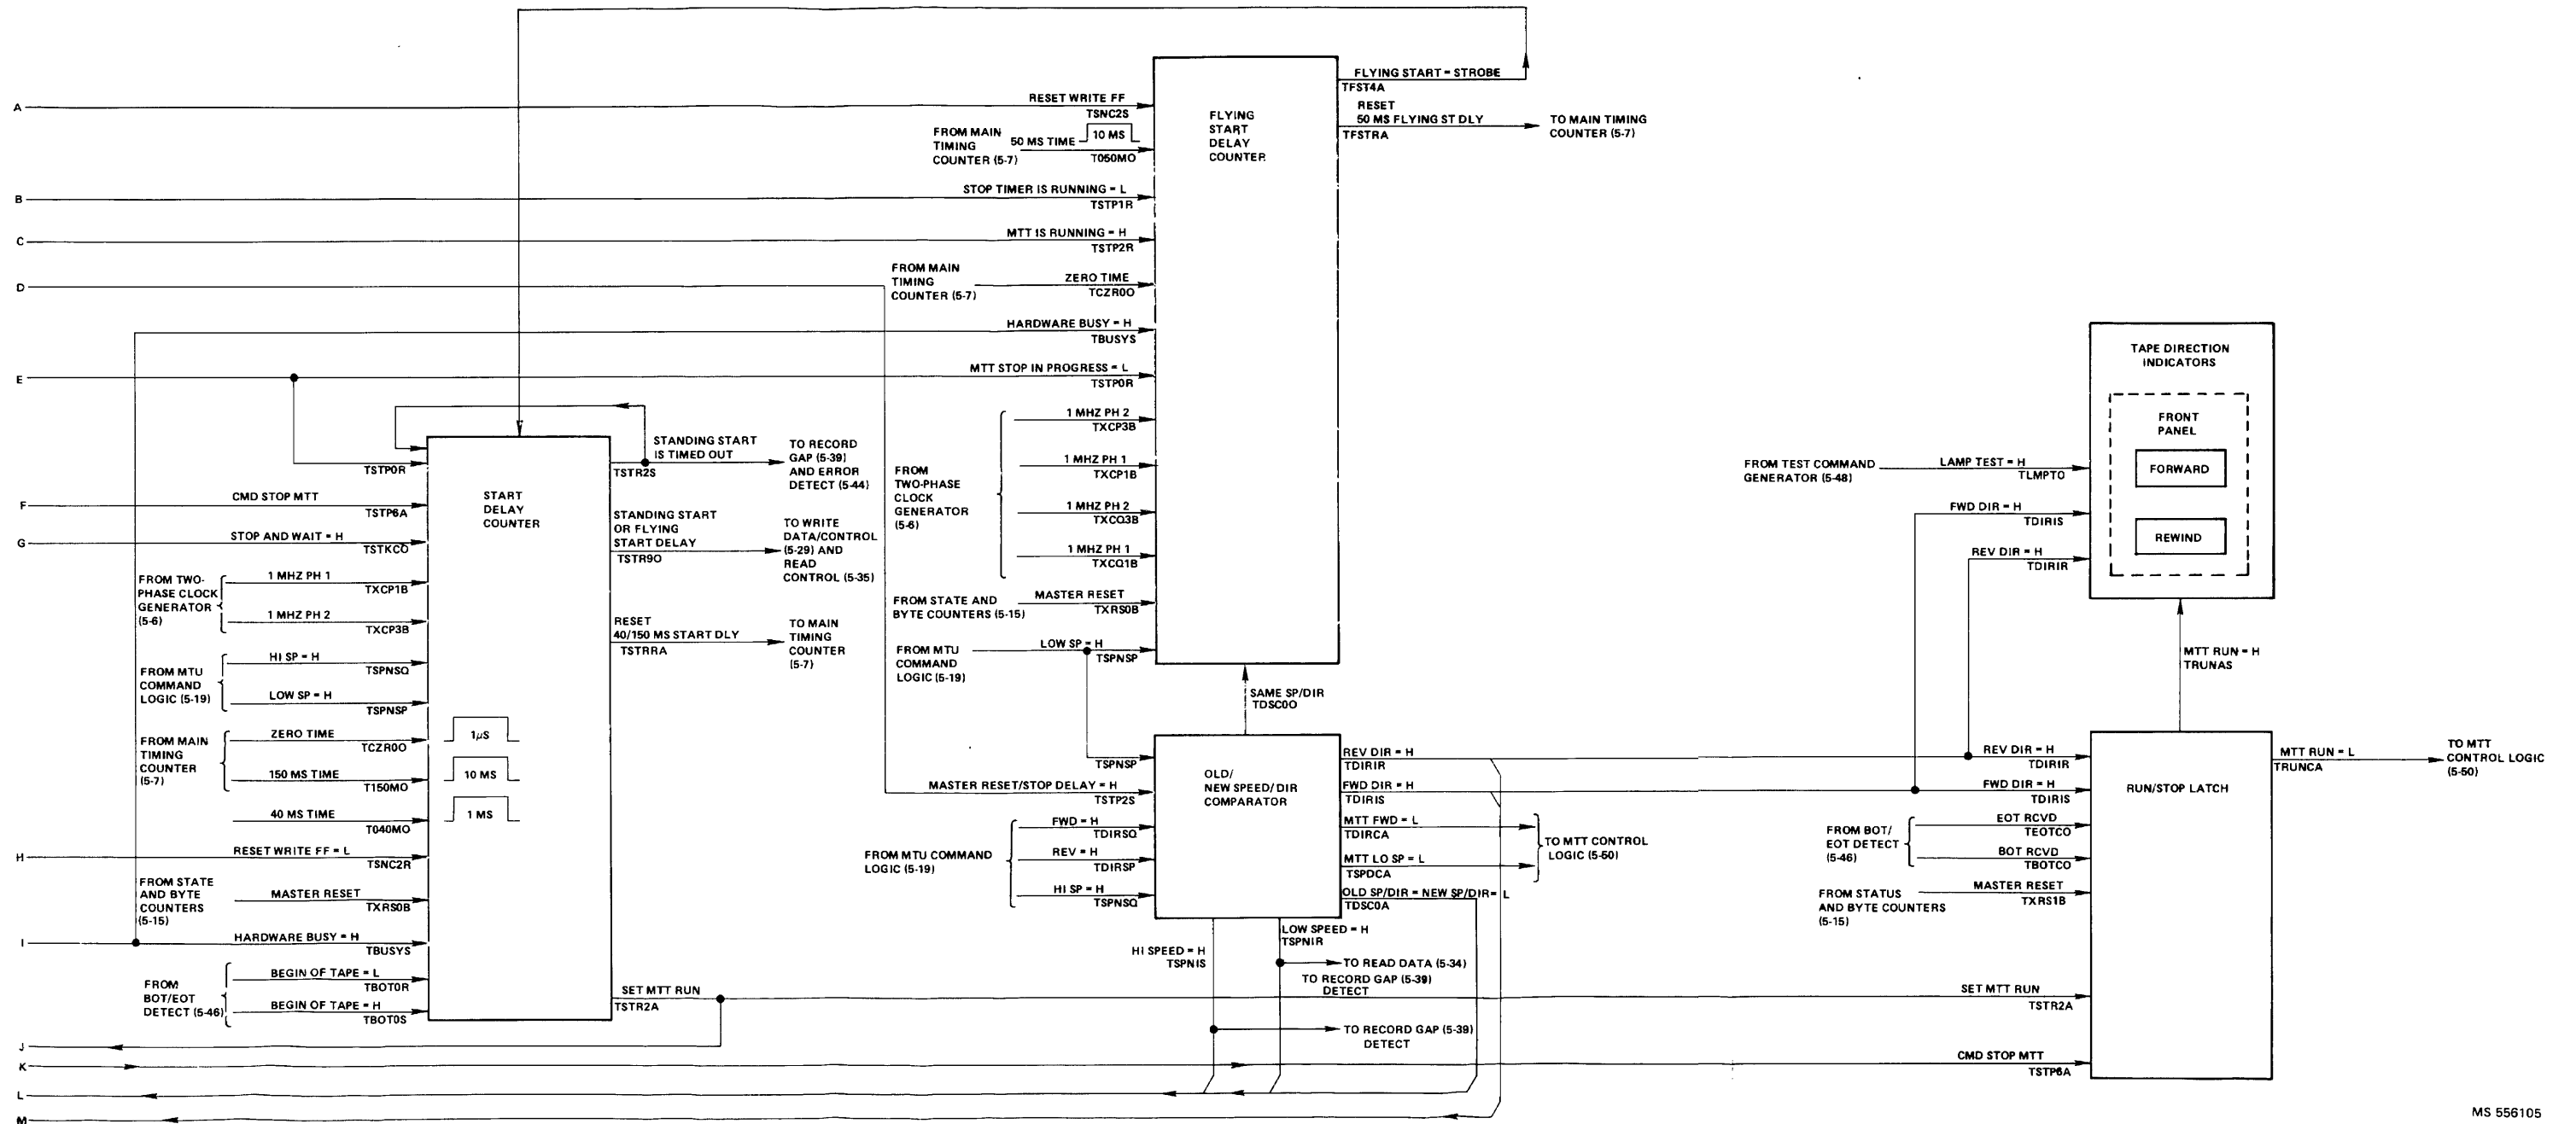 A
B
C
D
E
F
G
H
I
J
K
L
M
RESET WRITE FF
TSNC2S
FROM MAIN
TIMING
COUNTER (5-7)
50 MS TIME
10 MS
T050MO
STOP TIMER IS RUNNING = L
TSTP1R
MTT IS RUNNING = H
TSTP2R
FROM MAIN
TIMING
COUNTER (5-7)
ZERO TIME
TCZR0O
HARDWARE BUSY = H
TBUSYS
MTT STOP IN PROGRESS = L
TSTP0R
FROM
TWO-PHASE
CLOCK
GENERATOR
(5-6)
1 MHZ PH 2
TXCP3B
1 MHZ PH 1
TXCP1B
1 MHZ PH 2
TXCQ3B
1 MHZ PH 1
TXCQ1B
FROM STATE AND
BYTE COUNTERS (5-15)
MASTER RESET
TXRS0B
FROM MTU
COMMAND
LOGIC (5-19)
LOW SP = H
TSPNSP
FLYING
START
DELAY
COUNTER
FLYING START = STROBE
TFST4A
RESET
50 MS FLYING ST DLY
TFSTRA
TO MAIN TIMING
COUNTER (5-7)
SAME SP/DIR
TDSC0O
TSTP0R
CMD STOP MTT
TSTP6A
STOP AND WAIT = H
TSTKCO
FROM TWO-
PHASE CLOCK
GENERATOR
(5-6)
1 MHZ PH 1
TXCP1B
1 MHZ PH 2
TXCP3B
FROM MTU
COMMAND
LOGIC (5-19)
HI SP = H
TSPNSQ
LOW SP = H
TSPNSP
FROM MAIN
TIMING
COUNTER
(5-7)
ZERO TIME
TCZR0O
150 MS TIME
T150MO
40 MS TIME
T040MO
RESET WRITE FF = L
TSNC2R
FROM STATE
AND BYTE
COUNTERS
(5-15)
MASTER RESET
TXRS0B
HARDWARE BUSY = H
TBUSYS
FROM
BOT/EOT
DETECT (5-46)
BEGIN OF TAPE = L
TBOT0R
BEGIN OF TAPE = H
TBOT0S
START
DELAY
COUNTER
1μS
10 MS
1 MS
STANDING START
IS TIMED OUT
TSTR2S
TO RECORD
GAP (5-39)
AND ERROR
DETECT (5-44)
STANDING START
OR FLYING
START DELAY
TSTR9O
TO WRITE
DATA/CONTROL
(5-29) AND
READ
CONTROL (5-35)
RESET
40/150 MS START DLY
TSTRRA
TO MAIN
TIMING
COUNTER
(5-7)
SET MTT RUN
TSTR2A
TSPNSP
MASTER RESET/STOP DELAY = H
TSTP2S
FROM MTU COMMAND
LOGIC (5-19)
FWD = H
TDIRSQ
REV = H
TDIRSP
HI SP = H
TSPNSQ
OLD/
NEW SPEED/DIR
COMPARATOR
REV DIR = H
TDIRIR
FWD DIR = H
TDIRIS
MTT FWD = L
TDIRCA
MTT LO SP = L
TSPDCA
TO MTT CONTROL
LOGIC (5-50)
OLD SP/DIR = NEW SP/DIR= L
TDSC0A
HI SPEED = H
TSPNIS
LOW SPEED = H
TSPNIR
TO READ DATA (5-34)
TO RECORD GAP (5-39)
DETECT
TO RECORD GAP (5-39)
DETECT
TAPE DIRECTION
INDICATORS
FRONT
PANEL
FORWARD
REWIND
FROM TEST COMMAND
GENERATOR (5-48)
LAMP TEST = H
TLMPTO
FWD DIR = H
TDIRIS
REV DIR = H
TDIRIR
MTT RUN = H
TRUNAS
REV DIR = H
TDIRIR
FWD DIR = H
TDIRIS
FROM BOT/
EOT DETECT
(5-46)
EOT RCVD
TEOTCO
BOT RCVD
TBOTCO
FROM STATUS
AND BYTE COUNTERS
(5-15)
MASTER RESET
TXRS1B
SET MTT RUN
TSTR2A
CMD STOP MTT
TSTP6A
RUN/STOP LATCH
MTT RUN = L
TRUNCA
TO MTT
CONTROL LOGIC
(5-50)
MS 556105